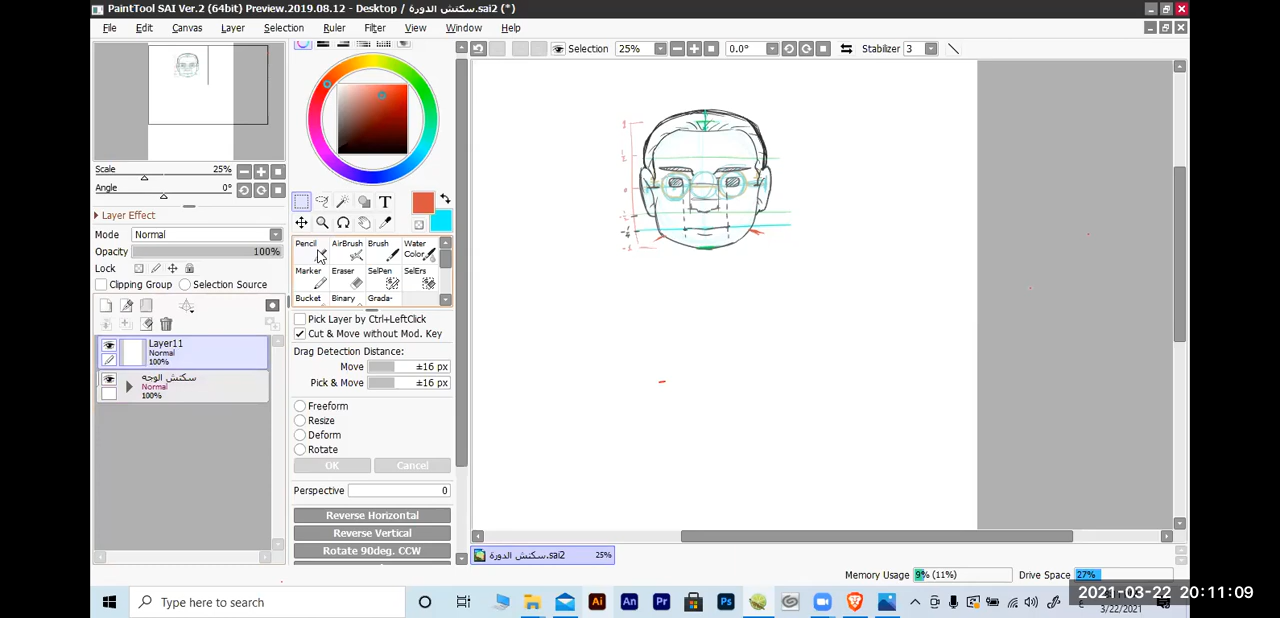 PaintTool SAI Ver.2 (64bit) Preview.2019.08.12 - Desktop / سكتش الدورة.sai2 (*)
File Edit Canvas Layer Selection Ruler Filter View Window Help
Selection 25% 0.0° Stabilizer 3
Scale 25%
Angle 0°
Layer Effect
Mode Normal
Opacity 100%
Lock
Clipping Group Selection Source
Layer11
Normal
100%
سكتش الوجه
Normal
100%
Pencil AirBrush Brush Water Color
Marker Eraser SelPen SelErs
Bucket Binary Grada-
Pick Layer by Ctrl+LeftClick
Cut & Move without Mod. Key
Drag Detection Distance:
Move ±16 px
Pick & Move ±16 px
Freeform
Resize
Deform
Rotate
OK Cancel
Perspective 0
Reverse Horizontal
Reverse Vertical
Rotate 90deg. CCW
سكتش الدورة.sai2 25%
Memory Usage 9% (11%) Drive Space 27%
Type here to search
Ai An Pr Ps
2021-03-22 20:11:09
3/22/2021